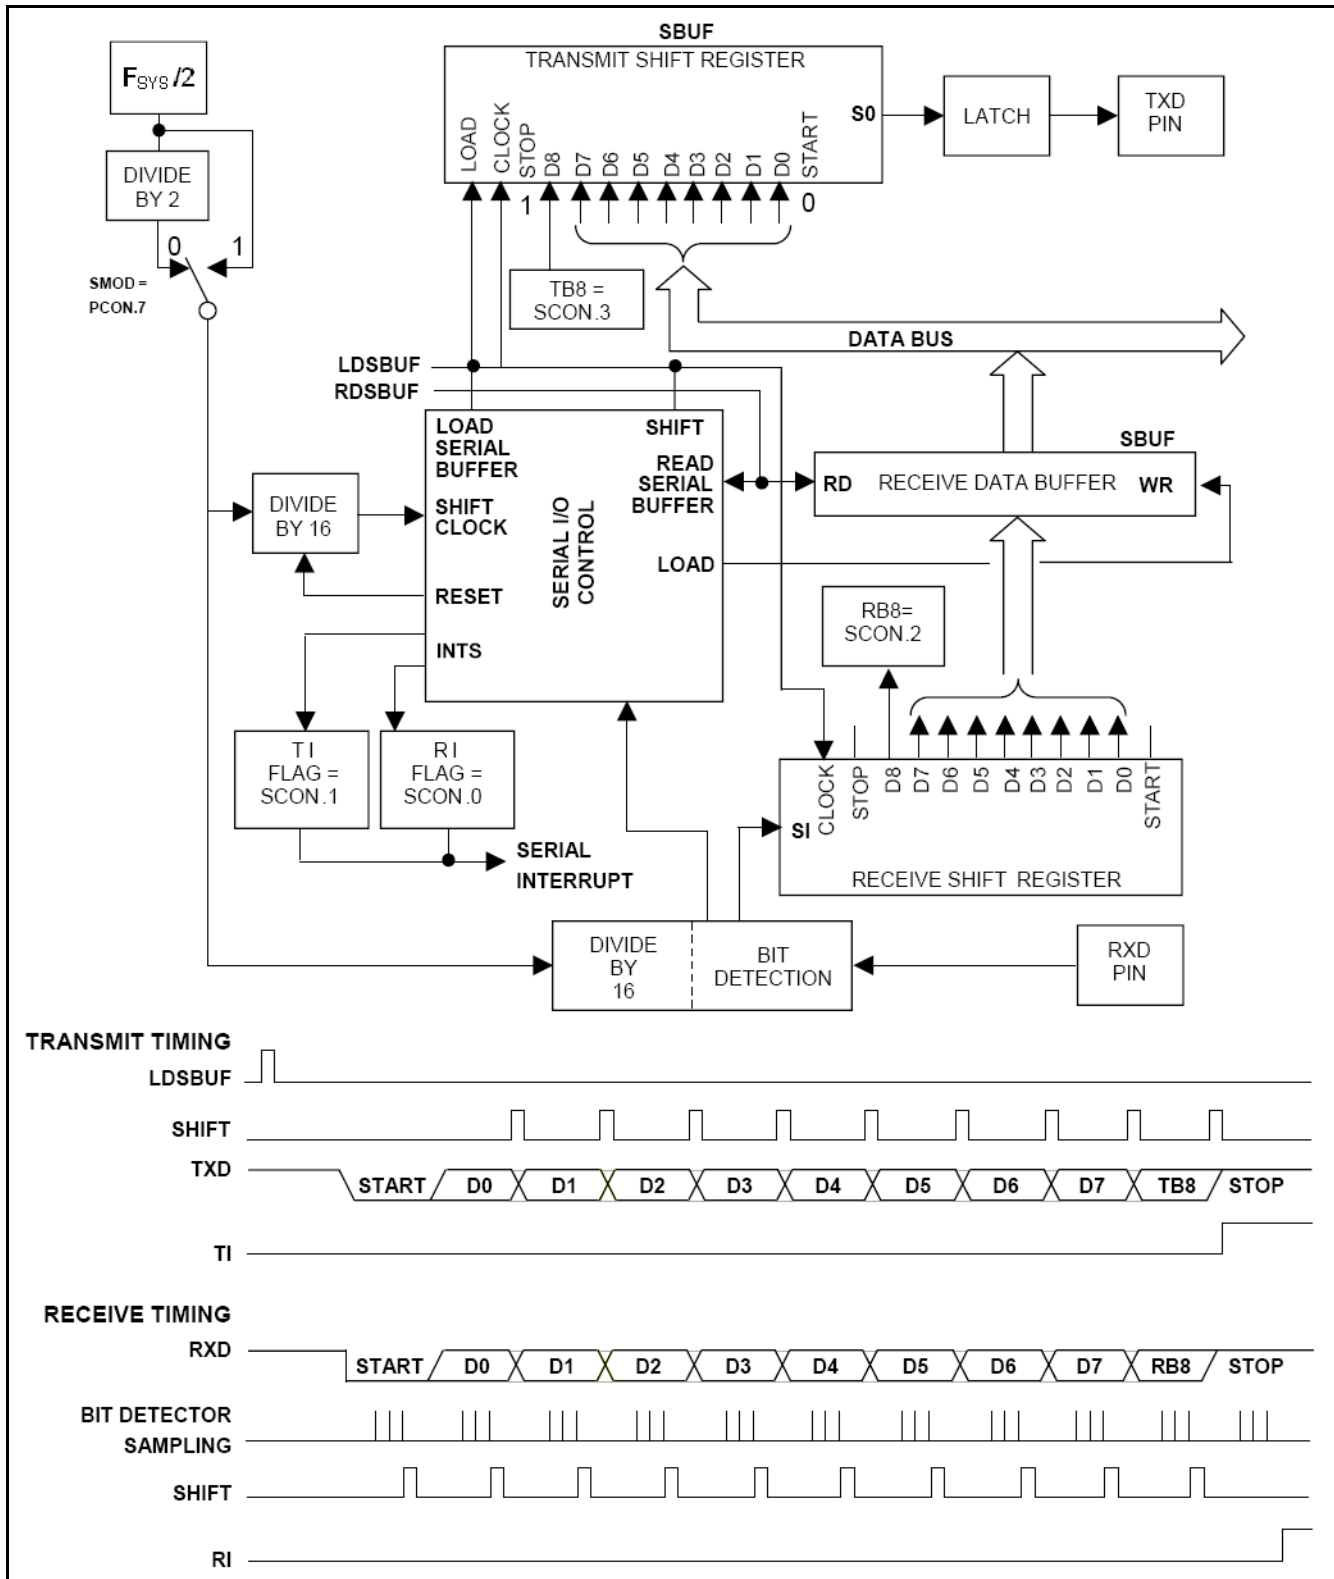 SBUF
TRANSMIT SHIFT REGISTER
LOAD
CLOCK
STOP
D8
D7
D6
D5
D4
D3
D2
D1
D0
START
S0
1
0
LATCH
TXD
PIN
FSYS /2
DIVIDE
BY 2
0
1
SMOD =
PCON.7
TB8 =
SCON.3
DATA BUS
LDSBUF
RDSBUF
LOAD
SERIAL
BUFFER
SHIFT
READ
SERIAL
BUFFER
SHIFT
CLOCK
SERIAL I/O
CONTROL
LOAD
RESET
INTS
DIVIDE
BY 16
SBUF
RD
RECEIVE DATA BUFFER
WR
RB8=
SCON.2
T I
FLAG =
SCON.1
R I
FLAG =
SCON.0
SERIAL
INTERRUPT
SI
CLOCK
STOP
D8
D7
D6
D5
D4
D3
D2
D1
D0
START
RECEIVE SHIFT REGISTER
DIVIDE
BY
16
BIT
DETECTION
RXD
PIN
TRANSMIT TIMING
LDSBUF
SHIFT
TXD
START D0 D1 D2 D3 D4 D5 D6 D7 TB8 STOP
TI
RECEIVE TIMING
RXD
START D0 D1 D2 D3 D4 D5 D6 D7 RB8 STOP
BIT DETECTOR
SAMPLING
SHIFT
RI